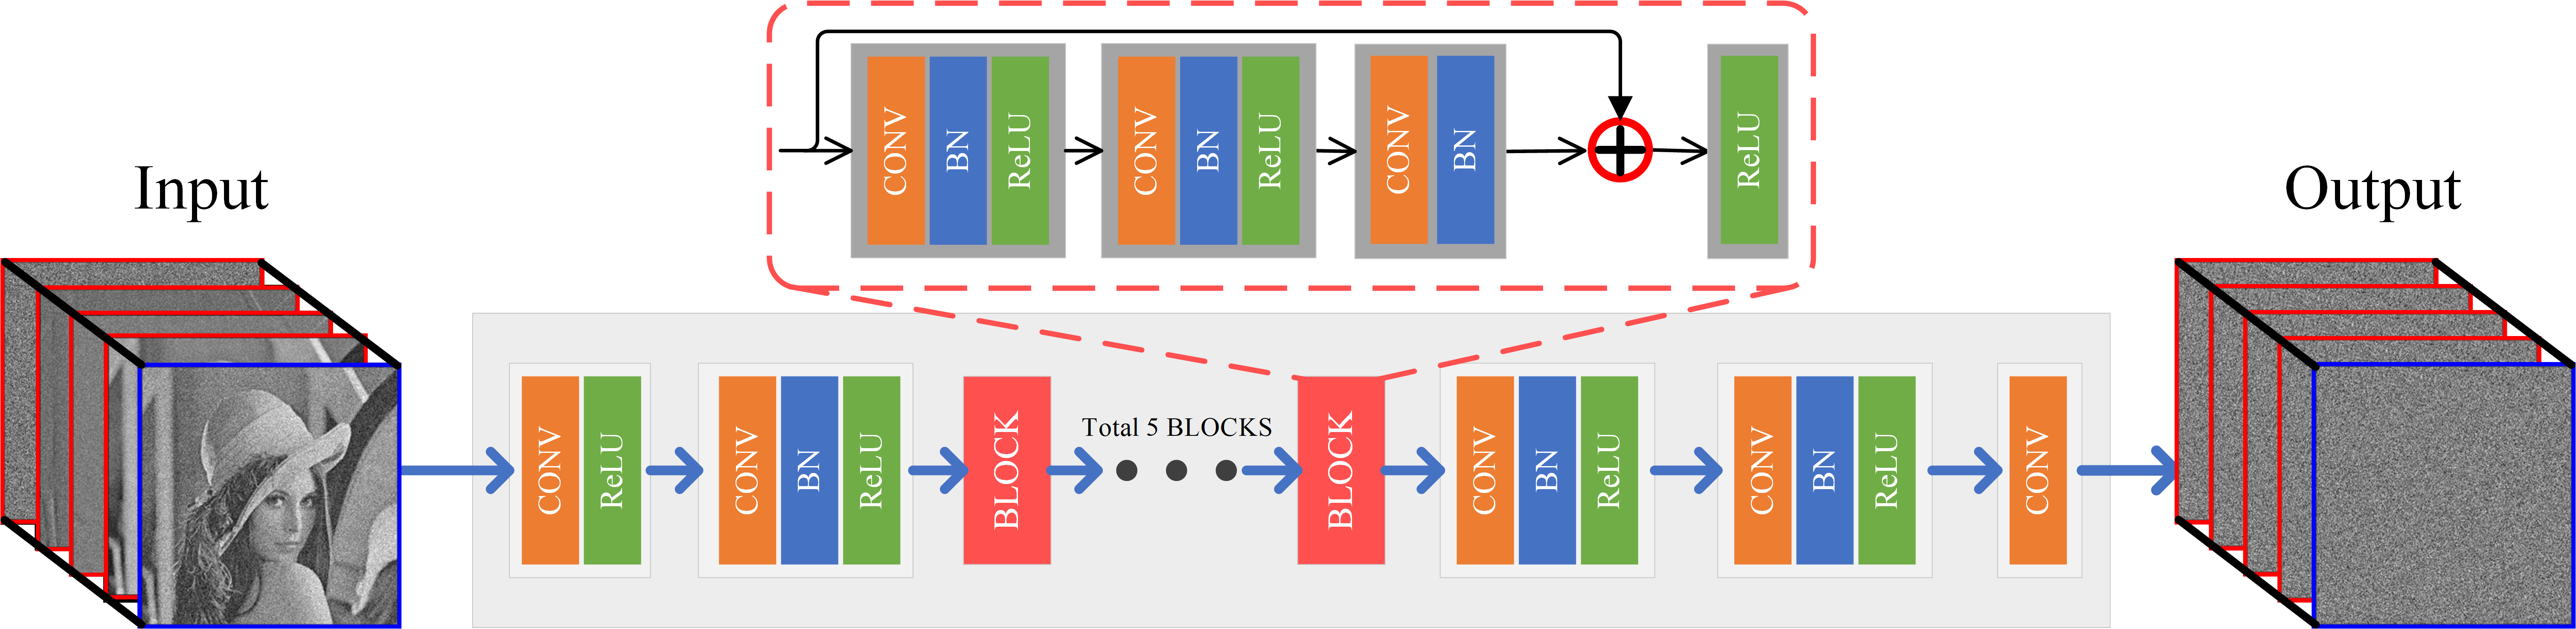 CONV
BN
ReLU
CONV
BN
ReLU
CONV
BN
ReLU
Input
Output
CONV
ReLU
CONV
BN
ReLU
BLOCK
Total 5 BLOCKS
BLOCK
CONV
BN
ReLU
CONV
BN
ReLU
CONV